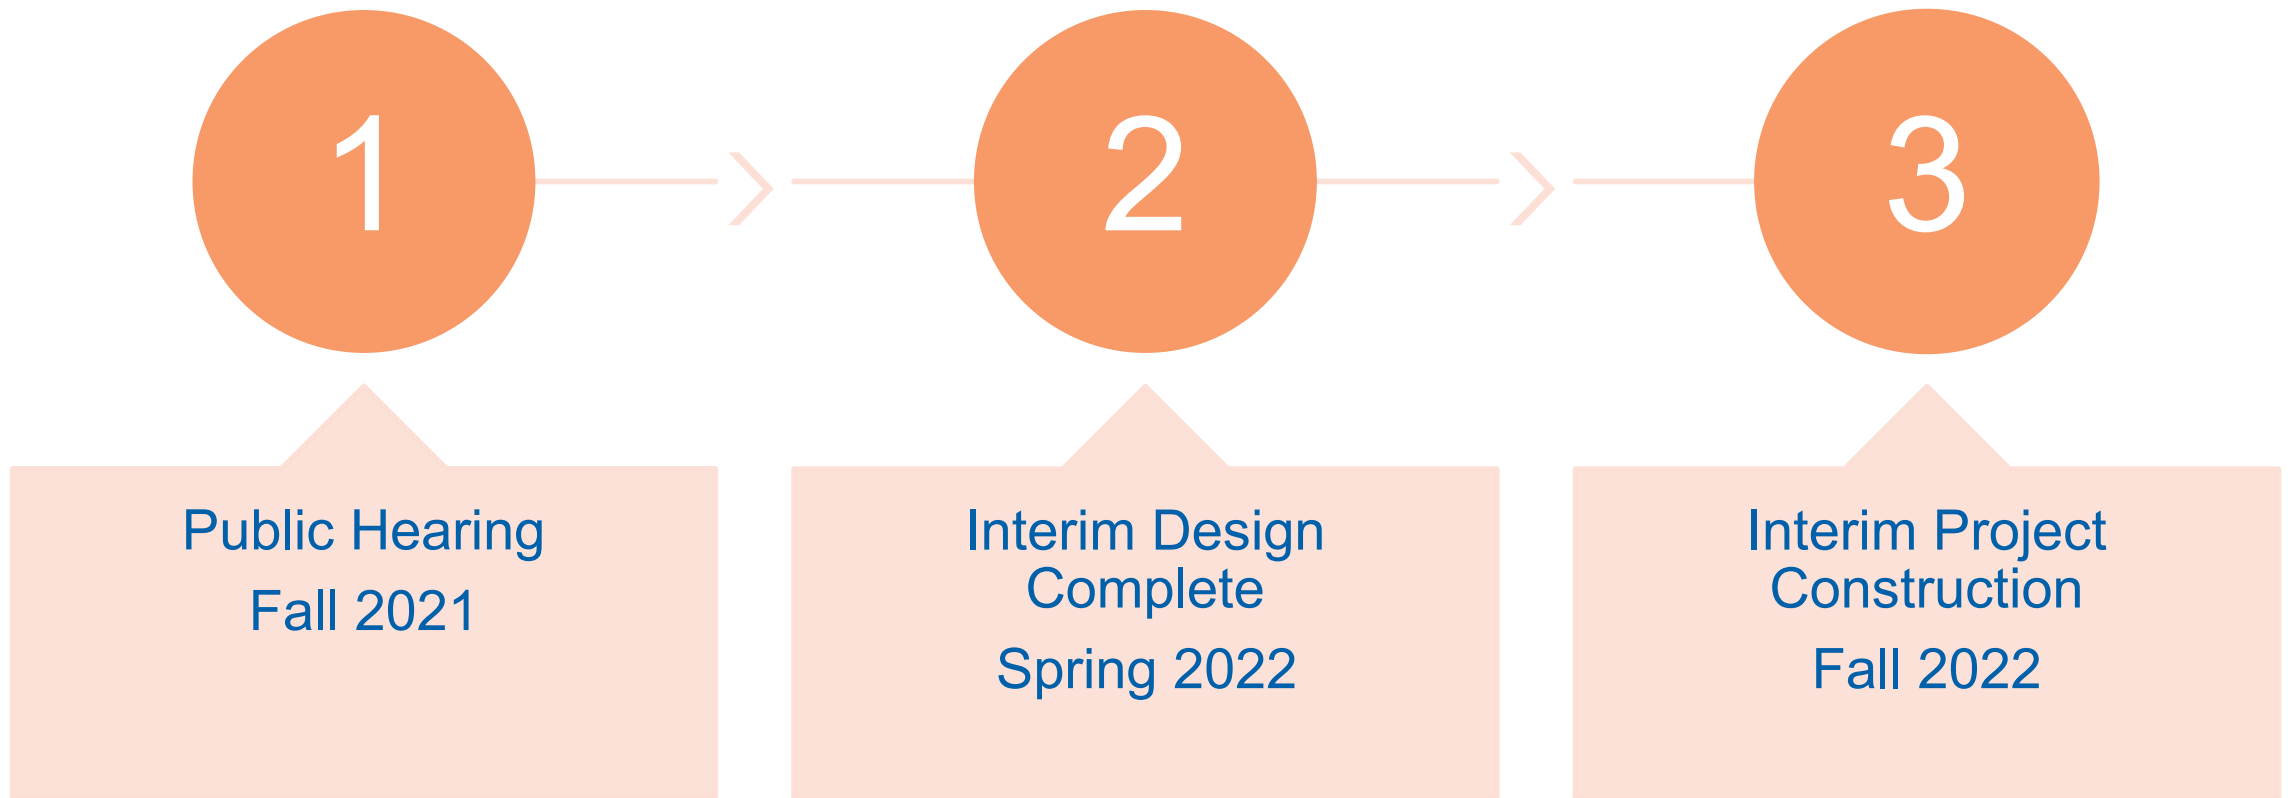 1
2
3
Public Hearing
Fall 2021
Interim Design
Complete
Spring 2022
Interim Project
Construction
Fall 2022